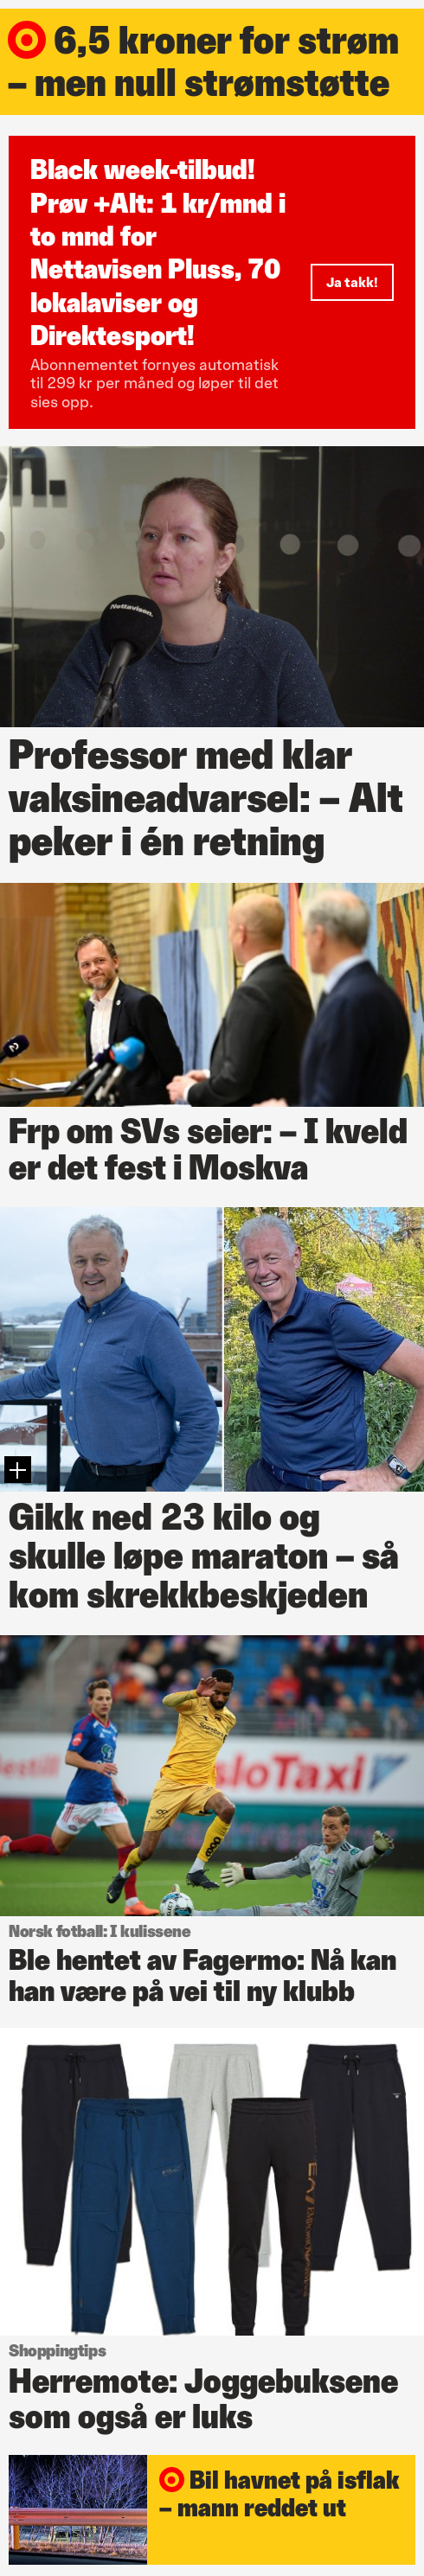 6,5 kroner for strøm
– men null strømstøtte
Black week-tilbud!
Prøv +Alt: 1 kr/mnd i
to mnd for
Nettavisen Pluss, 70
lokalaviser og
Direktesport!
Abonnementet fornyes automatisk
til 299 kr per måned og løper til det
sies opp.
Ja takk!
on.
Nettavisen.
Professor med klar
vaksineadvarsel: – Alt
peker i én retning
2
Frp om SVs seier: – I kveld
er det fest i Moskva
Gikk ned 23 kilo og
skulle løpe maraton – så
kom skrekkbeskjeden
Bestill
sloTaxi
Norsk fotball: I kulissene
Ble hentet av Fagermo: Nå kan
han være på vei til ny klubb
Shoppingtips
Herremote: Joggebuksene
som også er luks
Bil havnet på isflak
– mann reddet ut